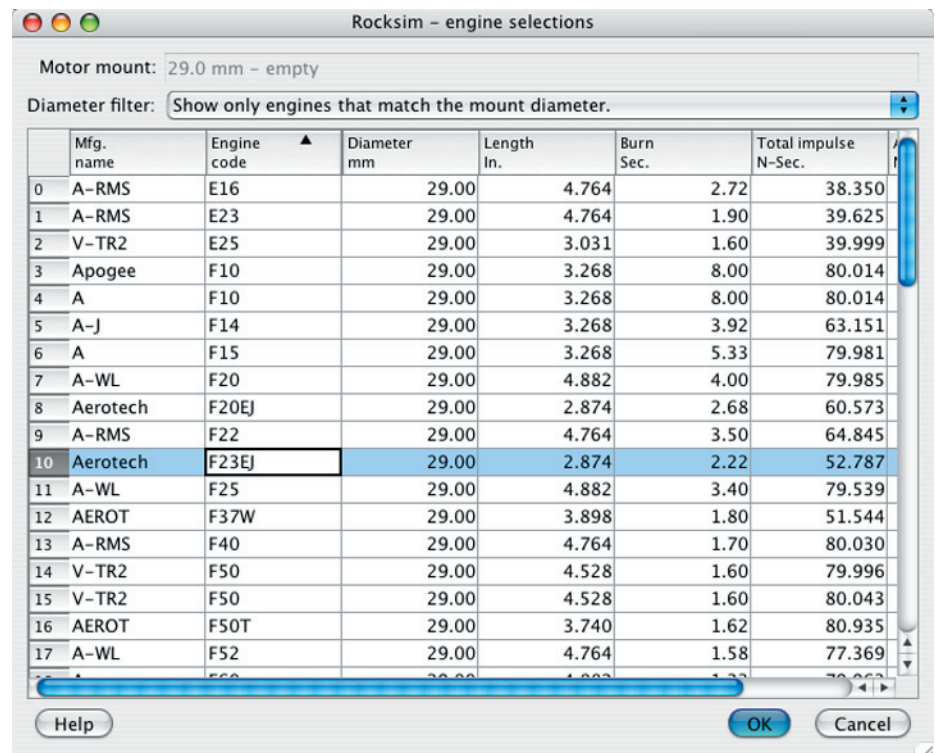 Rocksim – engine selections
Motor mount: 29.0 mm – empty
Diameter filter: Show only engines that match the mount diameter.
Mfg. name Engine code Diameter mm Length In. Burn Sec. Total impulse N-Sec.
0 A-RMS E16 29.00 4.764 2.72 38.350
1 A-RMS E23 29.00 4.764 1.90 39.625
2 V-TR2 E25 29.00 3.031 1.60 39.999
3 Apogee F10 29.00 3.268 8.00 80.014
4 A F10 29.00 3.268 8.00 80.014
5 A-J F14 29.00 3.268 3.92 63.151
6 A F15 29.00 3.268 5.33 79.981
7 A-WL F20 29.00 4.882 4.00 79.985
8 Aerotech F20EJ 29.00 2.874 2.68 60.573
9 A-RMS F22 29.00 4.764 3.50 64.845
10 Aerotech F23EJ 29.00 2.874 2.22 52.787
11 A-WL F25 29.00 4.882 3.40 79.539
12 AEROT F37W 29.00 3.898 1.80 51.544
13 A-RMS F40 29.00 4.764 1.70 80.030
14 V-TR2 F50 29.00 4.528 1.60 79.996
15 V-TR2 F50 29.00 4.528 1.60 80.043
16 AEROT F50T 29.00 3.740 1.62 80.935
17 A-WL F52 29.00 4.764 1.58 77.369
Help OK Cancel